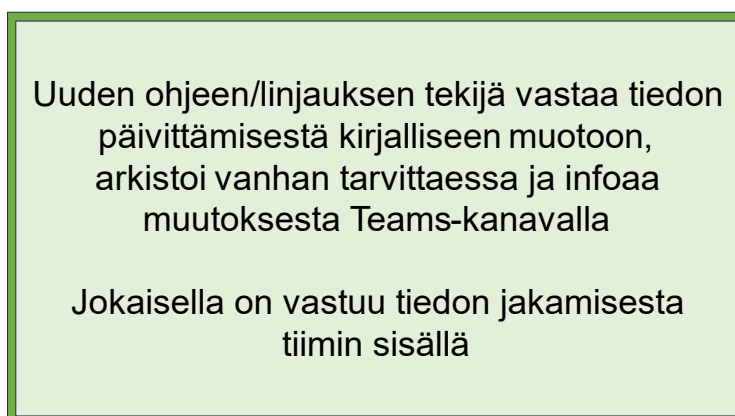 Uuden ohjeen/linjauksen tekijä vastaa tiedon
päivittämisestä kirjalliseen muotoon,
arkistoi vanhan tarvittaessa ja infoaa
muutoksesta Teams-kanavalla
Jokaisella on vastuu tiedon jakamisesta
tiimin sisällä